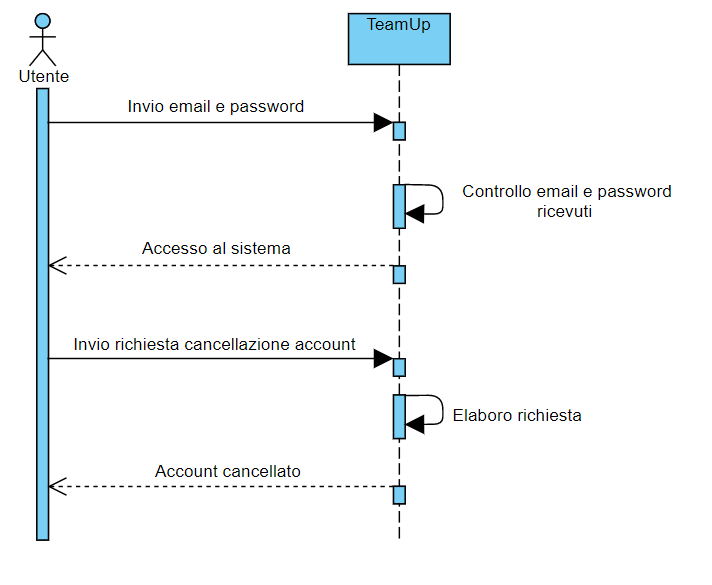 TeamUp
Utente
Invio email e password
Controllo email e password
ricevuti
Accesso al sistema
Invio richiesta cancellazione account
Elaboro richiesta
Account cancellato